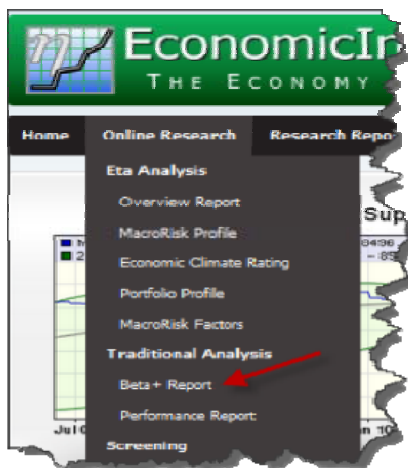 EconomicIn
THE ECONOMY
Home Online Research Research Repo
Eta Analysis
Overview Report
Sup
MacroRisk Profile
Economic Climate Rating
Portfolio Profile
MacroRisk Factors
Traditional Analysis
Beta+ Report
Performance Report
Screening